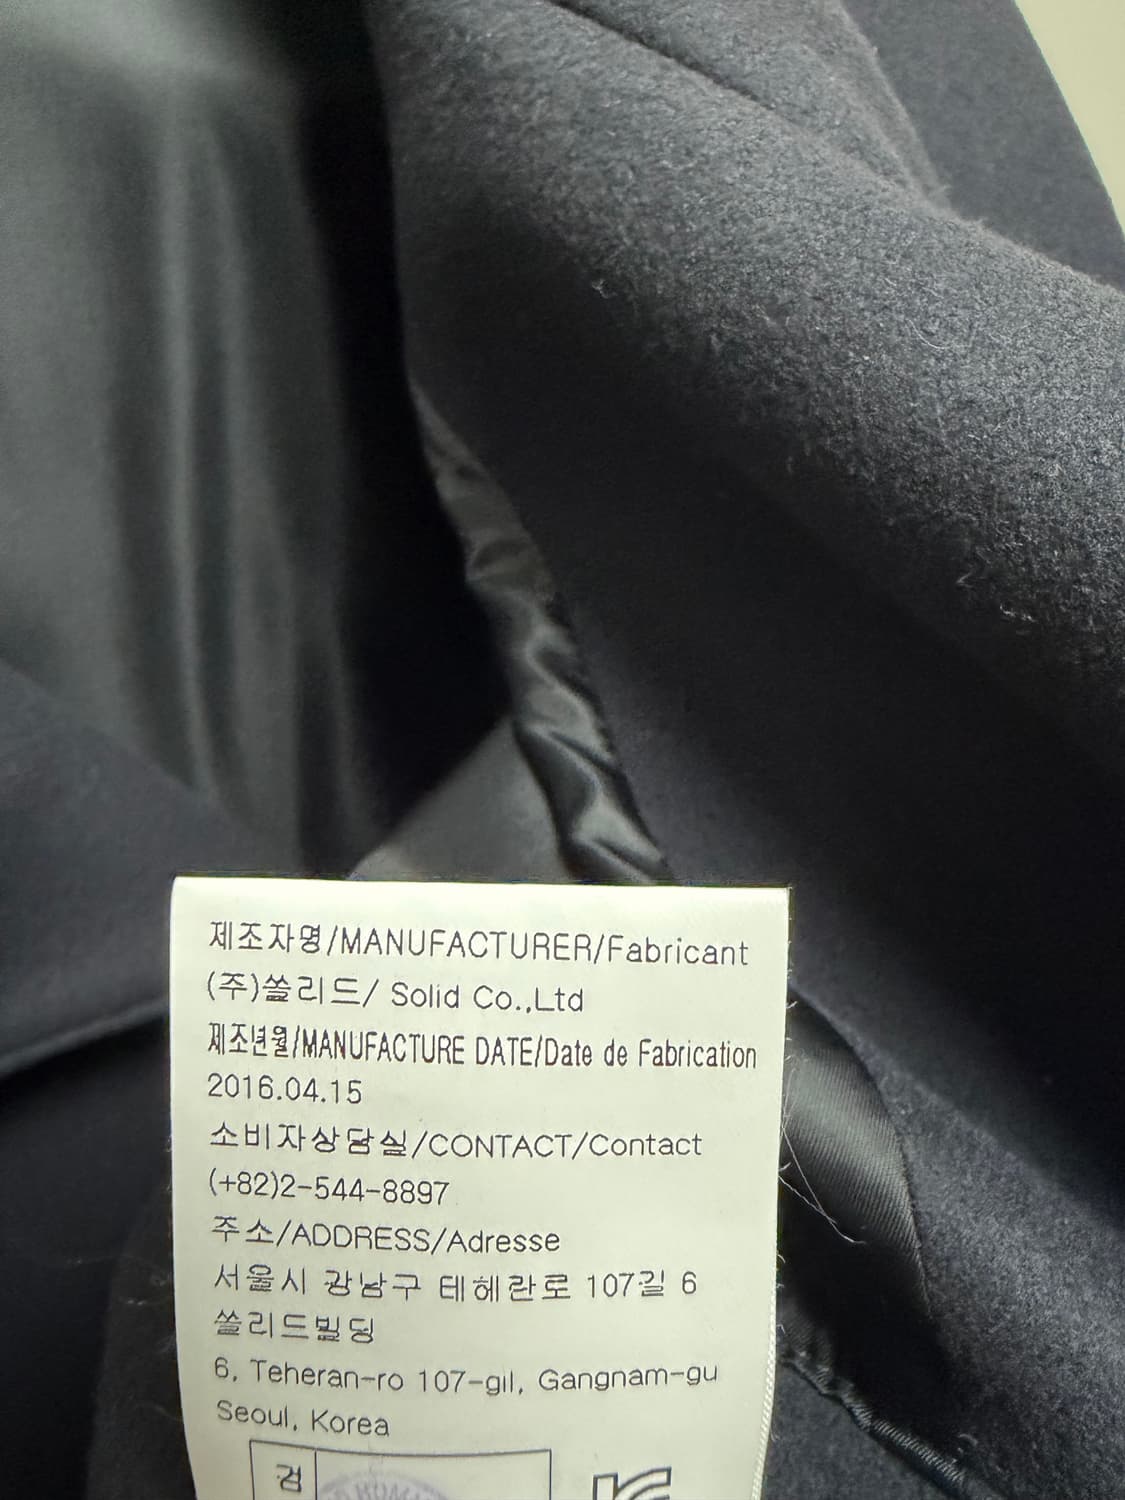 제조자명/MANUFACTURER/Fabricant
(주)쏠리드/ Solid Co.,Ltd
제조년월/MANUFACTURE DATE/Date de Fabrication
2016.04.15
소비자상담실/CONTACT/Contact
(+82)2-544-8897
주소/ADDRESS/Adresse
서울시 강남구 테헤란로 107길 6
쏠리드빌딩
6, Teheran-ro 107-gil, Gangnam-gu
Seoul, Korea
검